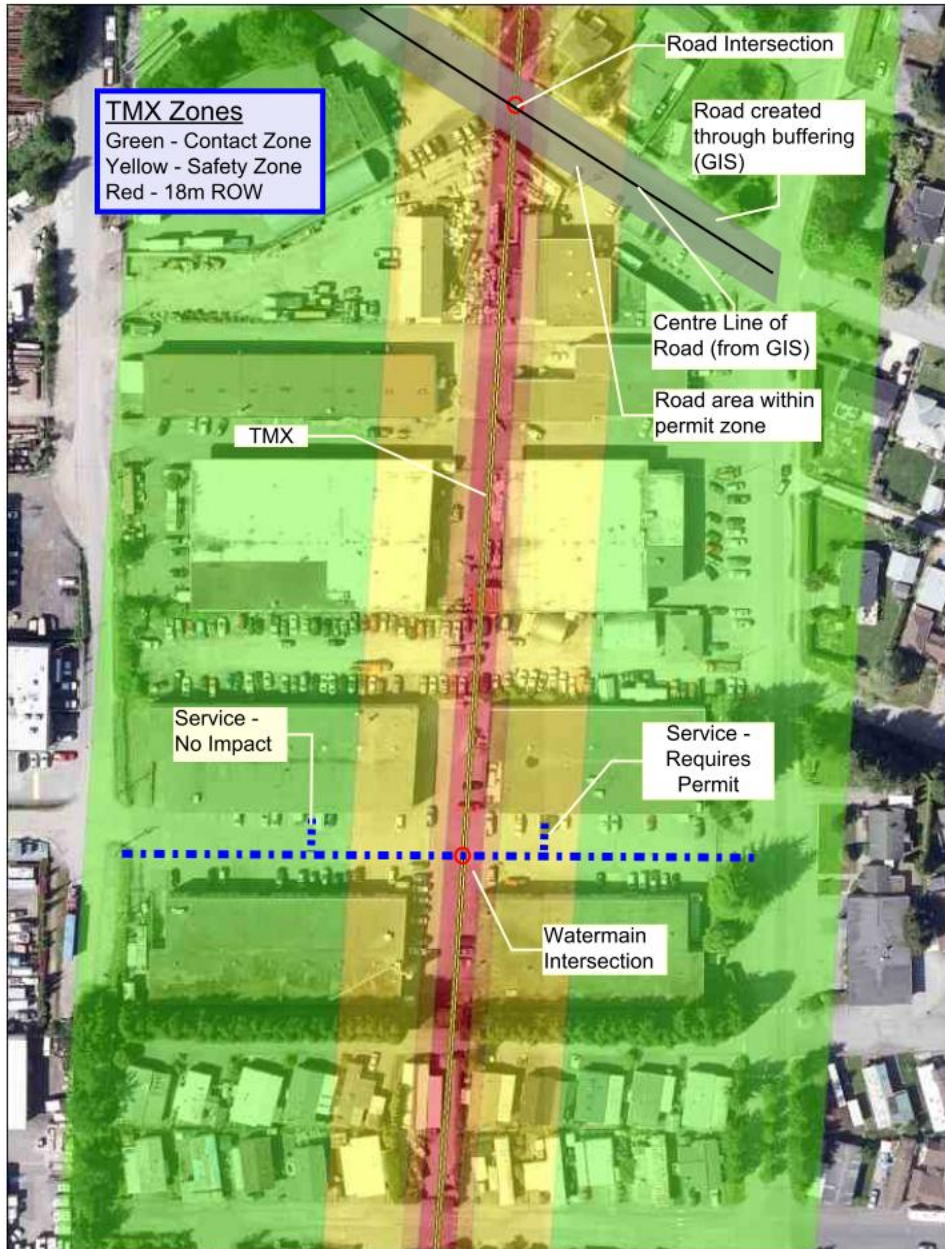 Road Intersection
TMX Zones
Green - Contact Zone
Yellow - Safety Zone
Red - 18m ROW
Road created
through buffering
(GIS)
Centre Line of
Road (from GIS)
Road area within
permit zone
TMX
Service -
No Impact
Service -
Requires
Permit
Watermain
Intersection